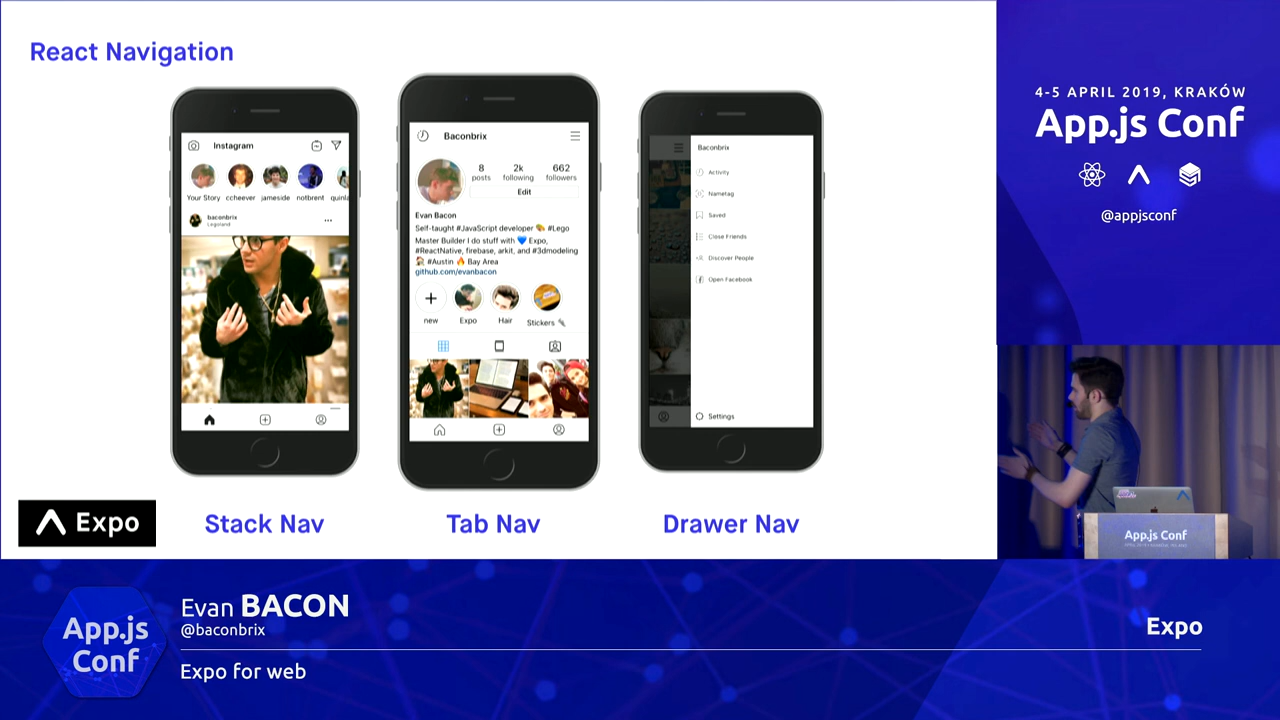 React Navigation
Instagram
Your Story ccheever jameside notbrent quinla
baconbrix
Legoland
Stack Nav
Baconbrix
8 2k 662
posts following followers
Edit
Evan Bacon
Self-taught #JavaScript developer 🎨 #Lego
Master Builder I do stuff with 💙 Expo,
#ReactNative, firebase, arkit, and #3dmodeling
🏠 #Austin 🔥 Bay Area
github.com/evanbacon
new Expo Hair Stickers
Tab Nav
Baconbrix
Activity
Nametag
Saved
Close Friends
Discover People
Open Facebook
Settings
Drawer Nav
Expo
4-5 APRIL 2019, KRAKÓW
App.js Conf
@appjsconf
App.js Conf
App.js
Conf
Evan BACON
@baconbrix
Expo for web
Expo